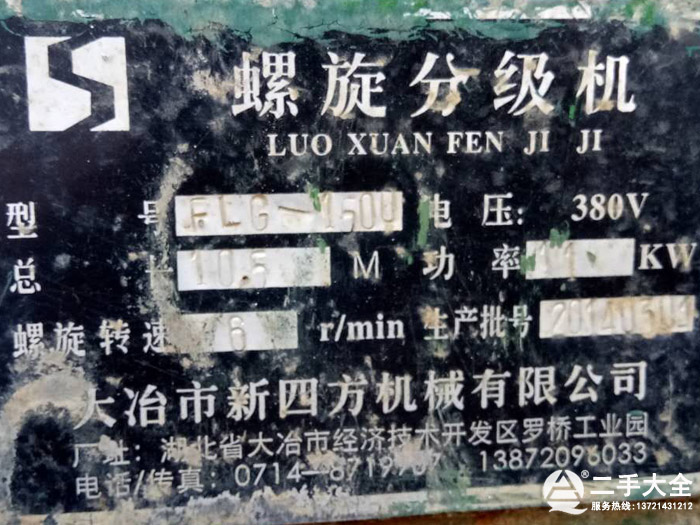 螺旋分级机
LUO XUAN FEN JI JI
型 号 FLG-1500 电 压: 380V
总 长 10.5 M 功 率 11 KW
螺旋转速 6 r/min 生产批号
大冶市新四方机械有限公司
厂址: 湖北省大冶市经济技术开发区罗桥工业园
电话/传真: 0714-8719707 13872096033
二手大全
服务热线:13721431212